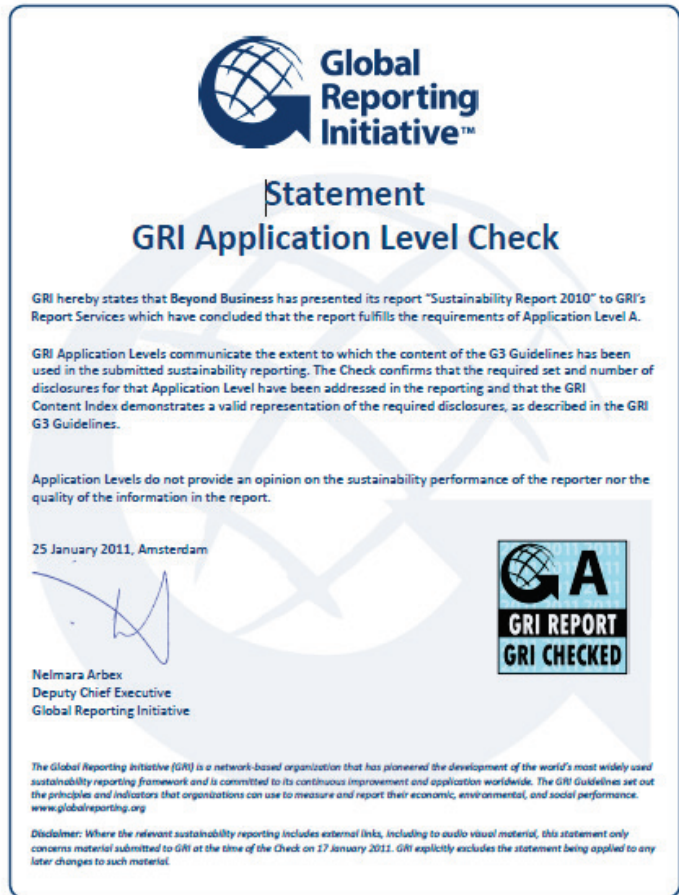 Global
Reporting
Initiative™
Statement
GRI Application Level Check
GRI hereby states that Beyond Business has presented its report "Sustainability Report 2010" to GRI's
Report Services which have concluded that the report fulfills the requirements of Application Level A.
GRI Application Levels communicate the extent to which the content of the G3 Guidelines has been
used in the submitted sustainability reporting. The Check confirms that the required set and number of
disclosures for that Application Level have been addressed in the reporting and that the GRI
Content Index demonstrates a valid representation of the required disclosures, as described in the GRI
G3 Guidelines.
Application Levels do not provide an opinion on the sustainability performance of the reporter nor the
quality of the information in the report.
25 January 2011, Amsterdam
A
GRI REPORT
GRI CHECKED
Nelmara Arbex
Deputy Chief Executive
Global Reporting Initiative
The Global Reporting Initiative (GRI) is a network-based organization that has pioneered the development of the world's most widely used
sustainability reporting framework and is committed to its continuous improvement and application worldwide. The GRI Guidelines set out
the principles and indicators that organizations can use to measure and report their economic, environmental, and social performance.
www.globalreporting.org
Disclaimer: Where the relevant sustainability reporting includes external links, including to audio visual material, this statement only
concerns material submitted to GRI at the time of the Check on 17 January 2011. GRI explicitly excludes the statement being applied to any
later changes to such material.